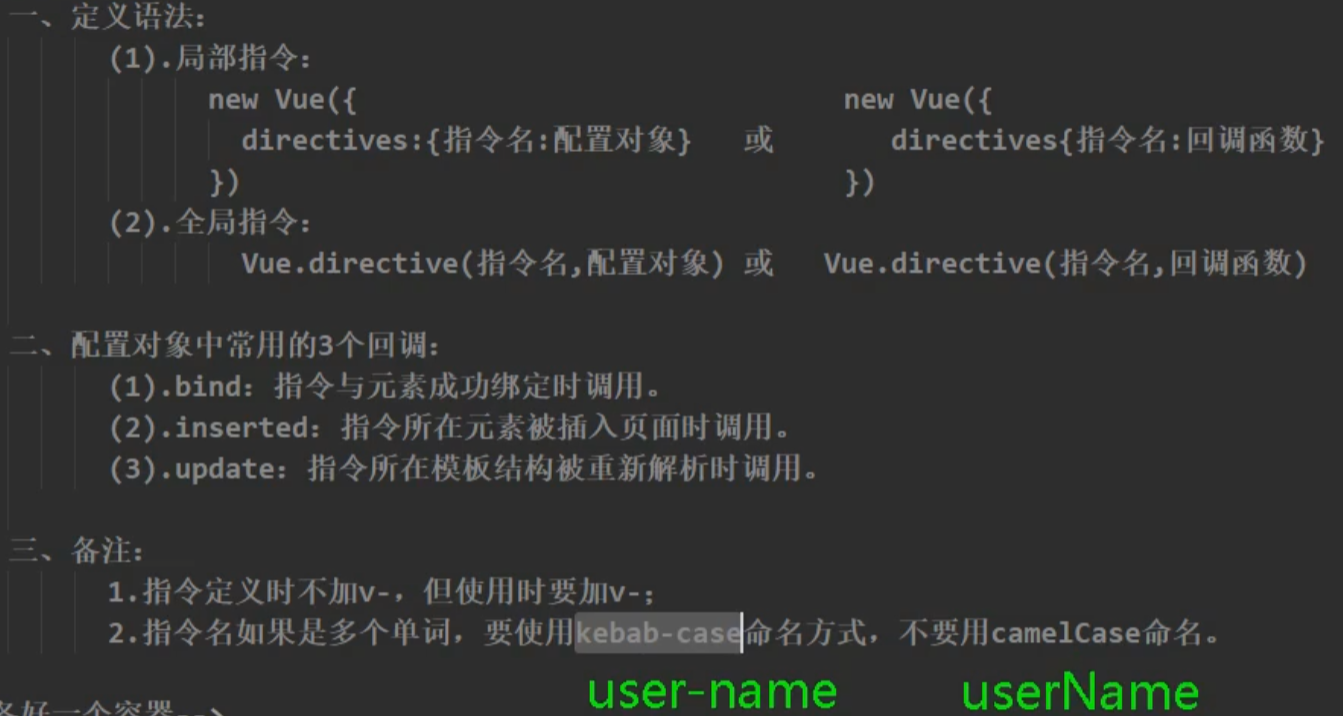 一、定义语法:
(1).局部指令:
new Vue({ new Vue({
directives:{指令名:配置对象} 或 directives{指令名:回调函数}
}) })
(2).全局指令:
Vue.directive(指令名,配置对象) 或 Vue.directive(指令名,回调函数)
二、配置对象中常用的3个回调:
(1).bind: 指令与元素成功绑定时调用。
(2).inserted: 指令所在元素被插入页面时调用。
(3).update: 指令所在模板结构被重新解析时调用。
三、备注:
1.指令定义时不加v-, 但使用时要加v-;
2.指令名如果是多个单词, 要使用kebab-case命名方式, 不要用camelCase命名。
user-name userName
好一个容器-->